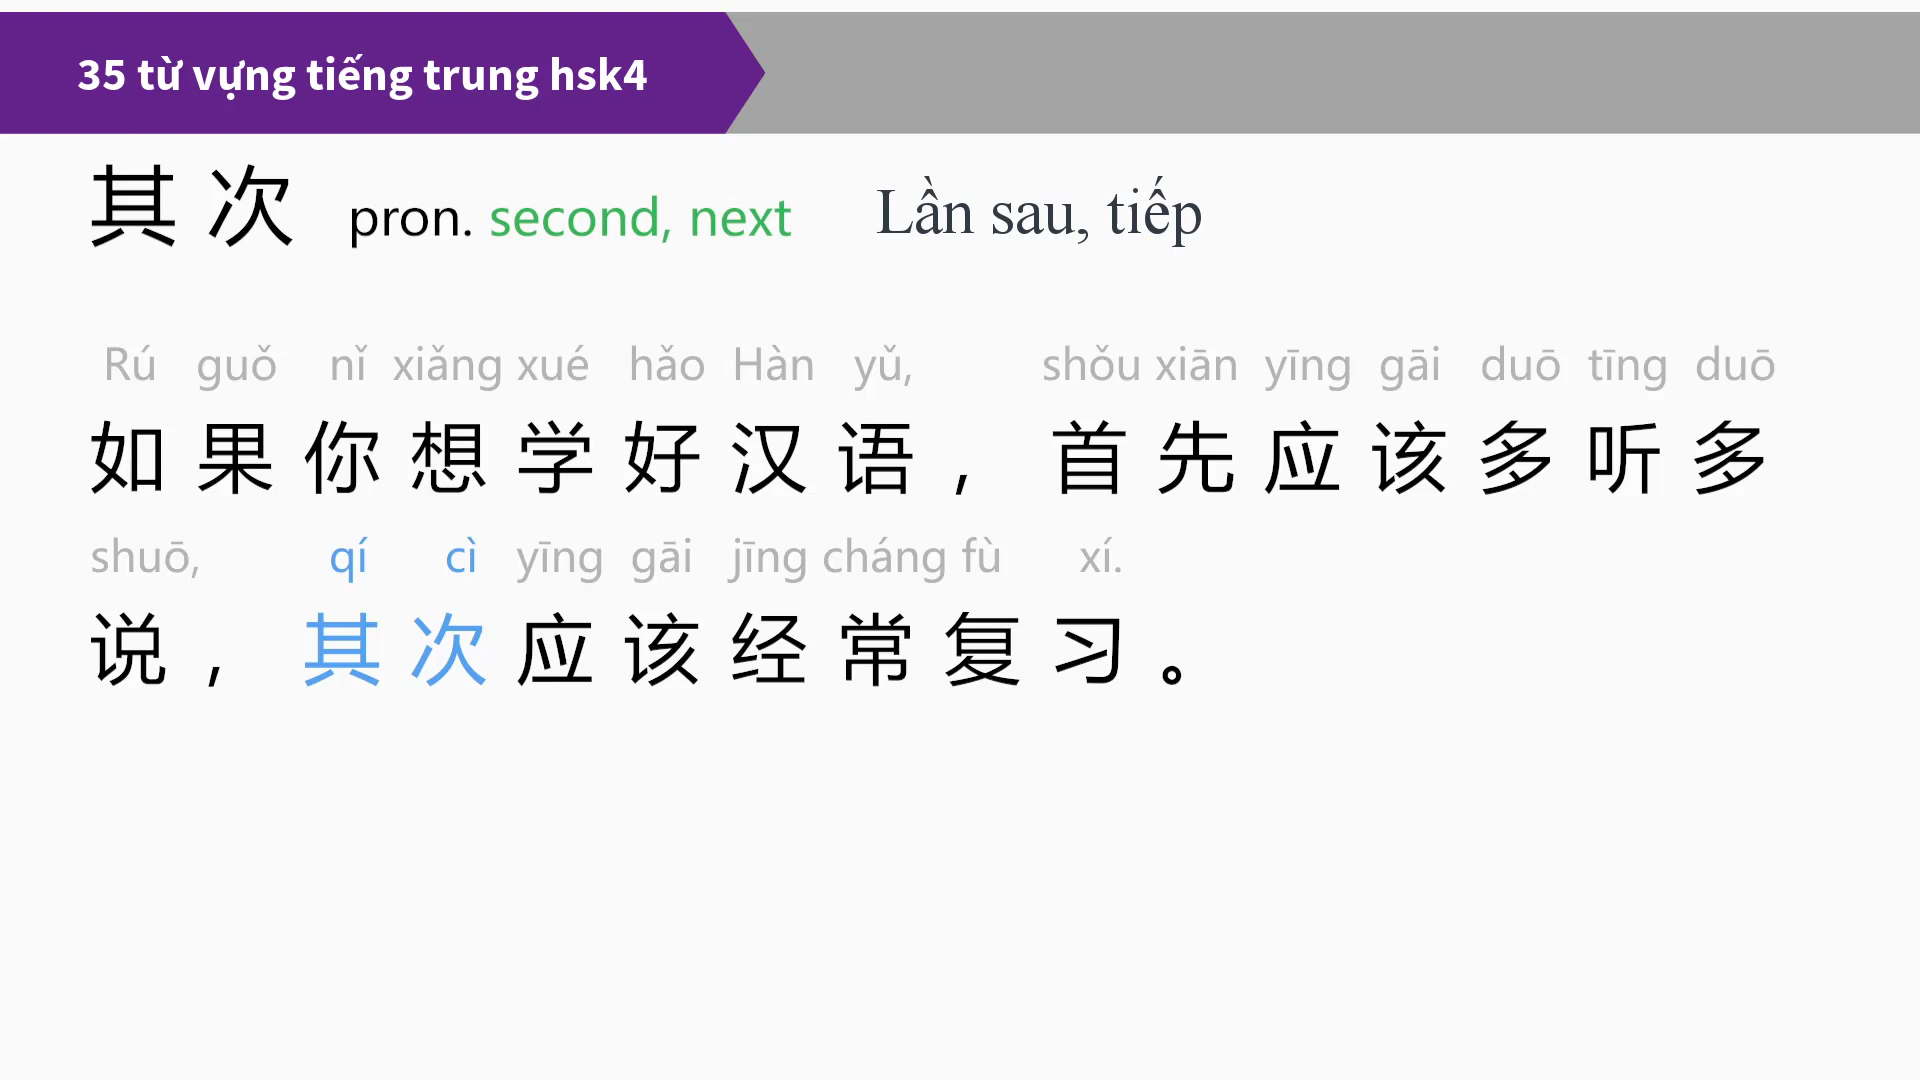 35 từ vựng tiếng trung hsk4
其次 pron. second, next Lần sau, tiếp
Rú guǒ nǐ xiǎng xué hǎo Hàn yǔ, shǒu xiān yīng gāi duō tīng duō
如果你想学好汉语，首先应该多听多
shuō, qí cì yīng gāi jīng cháng fù xí.
说，其次应该经常复习。